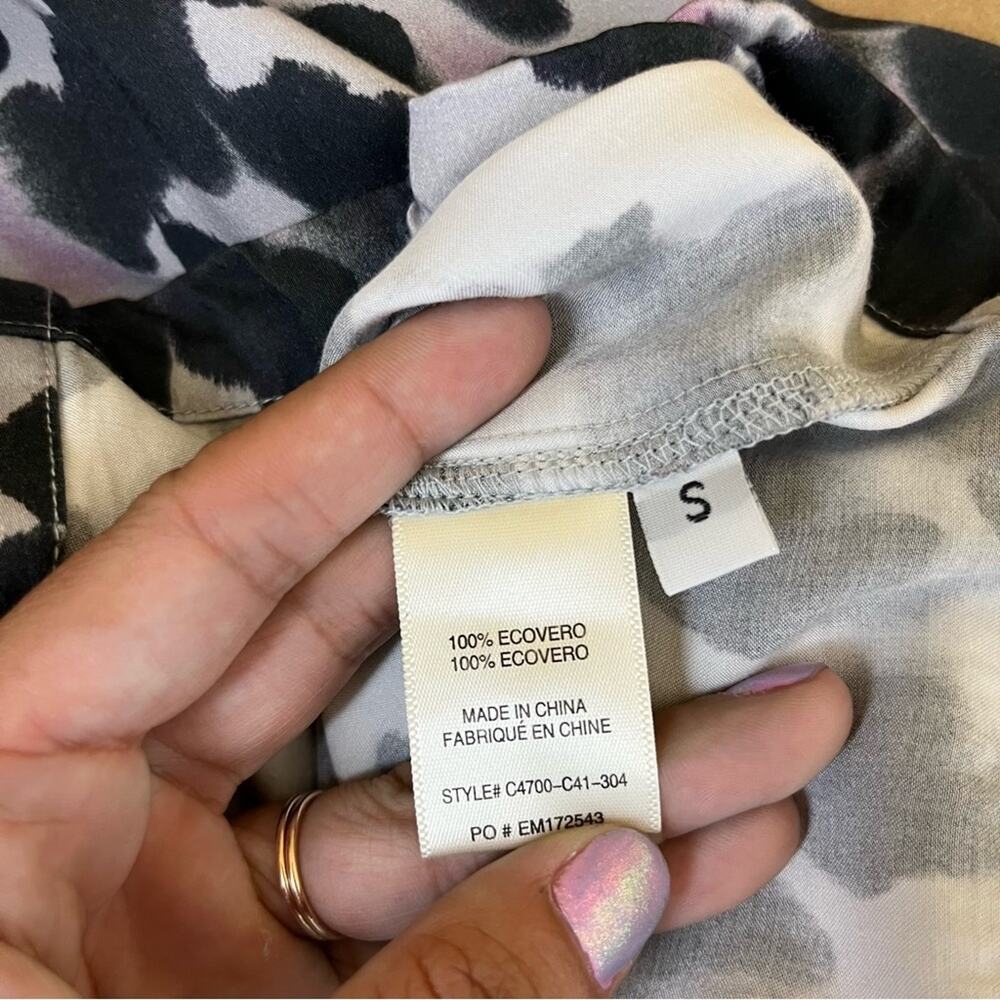 S
100% ECOVERO
100% ECOVERO
MADE IN CHINA
FABRIQUÉ EN CHINE
STYLE# C4700-C41-304
PO # EM172543